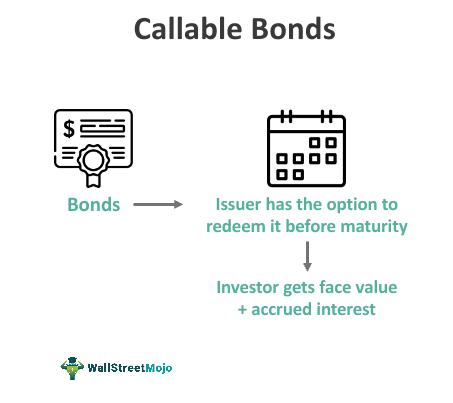 Callable Bonds
$
Bonds
Issuer has the option to
redeem it before maturity
Investor gets face value
+ accrued interest
WallStreetMojo